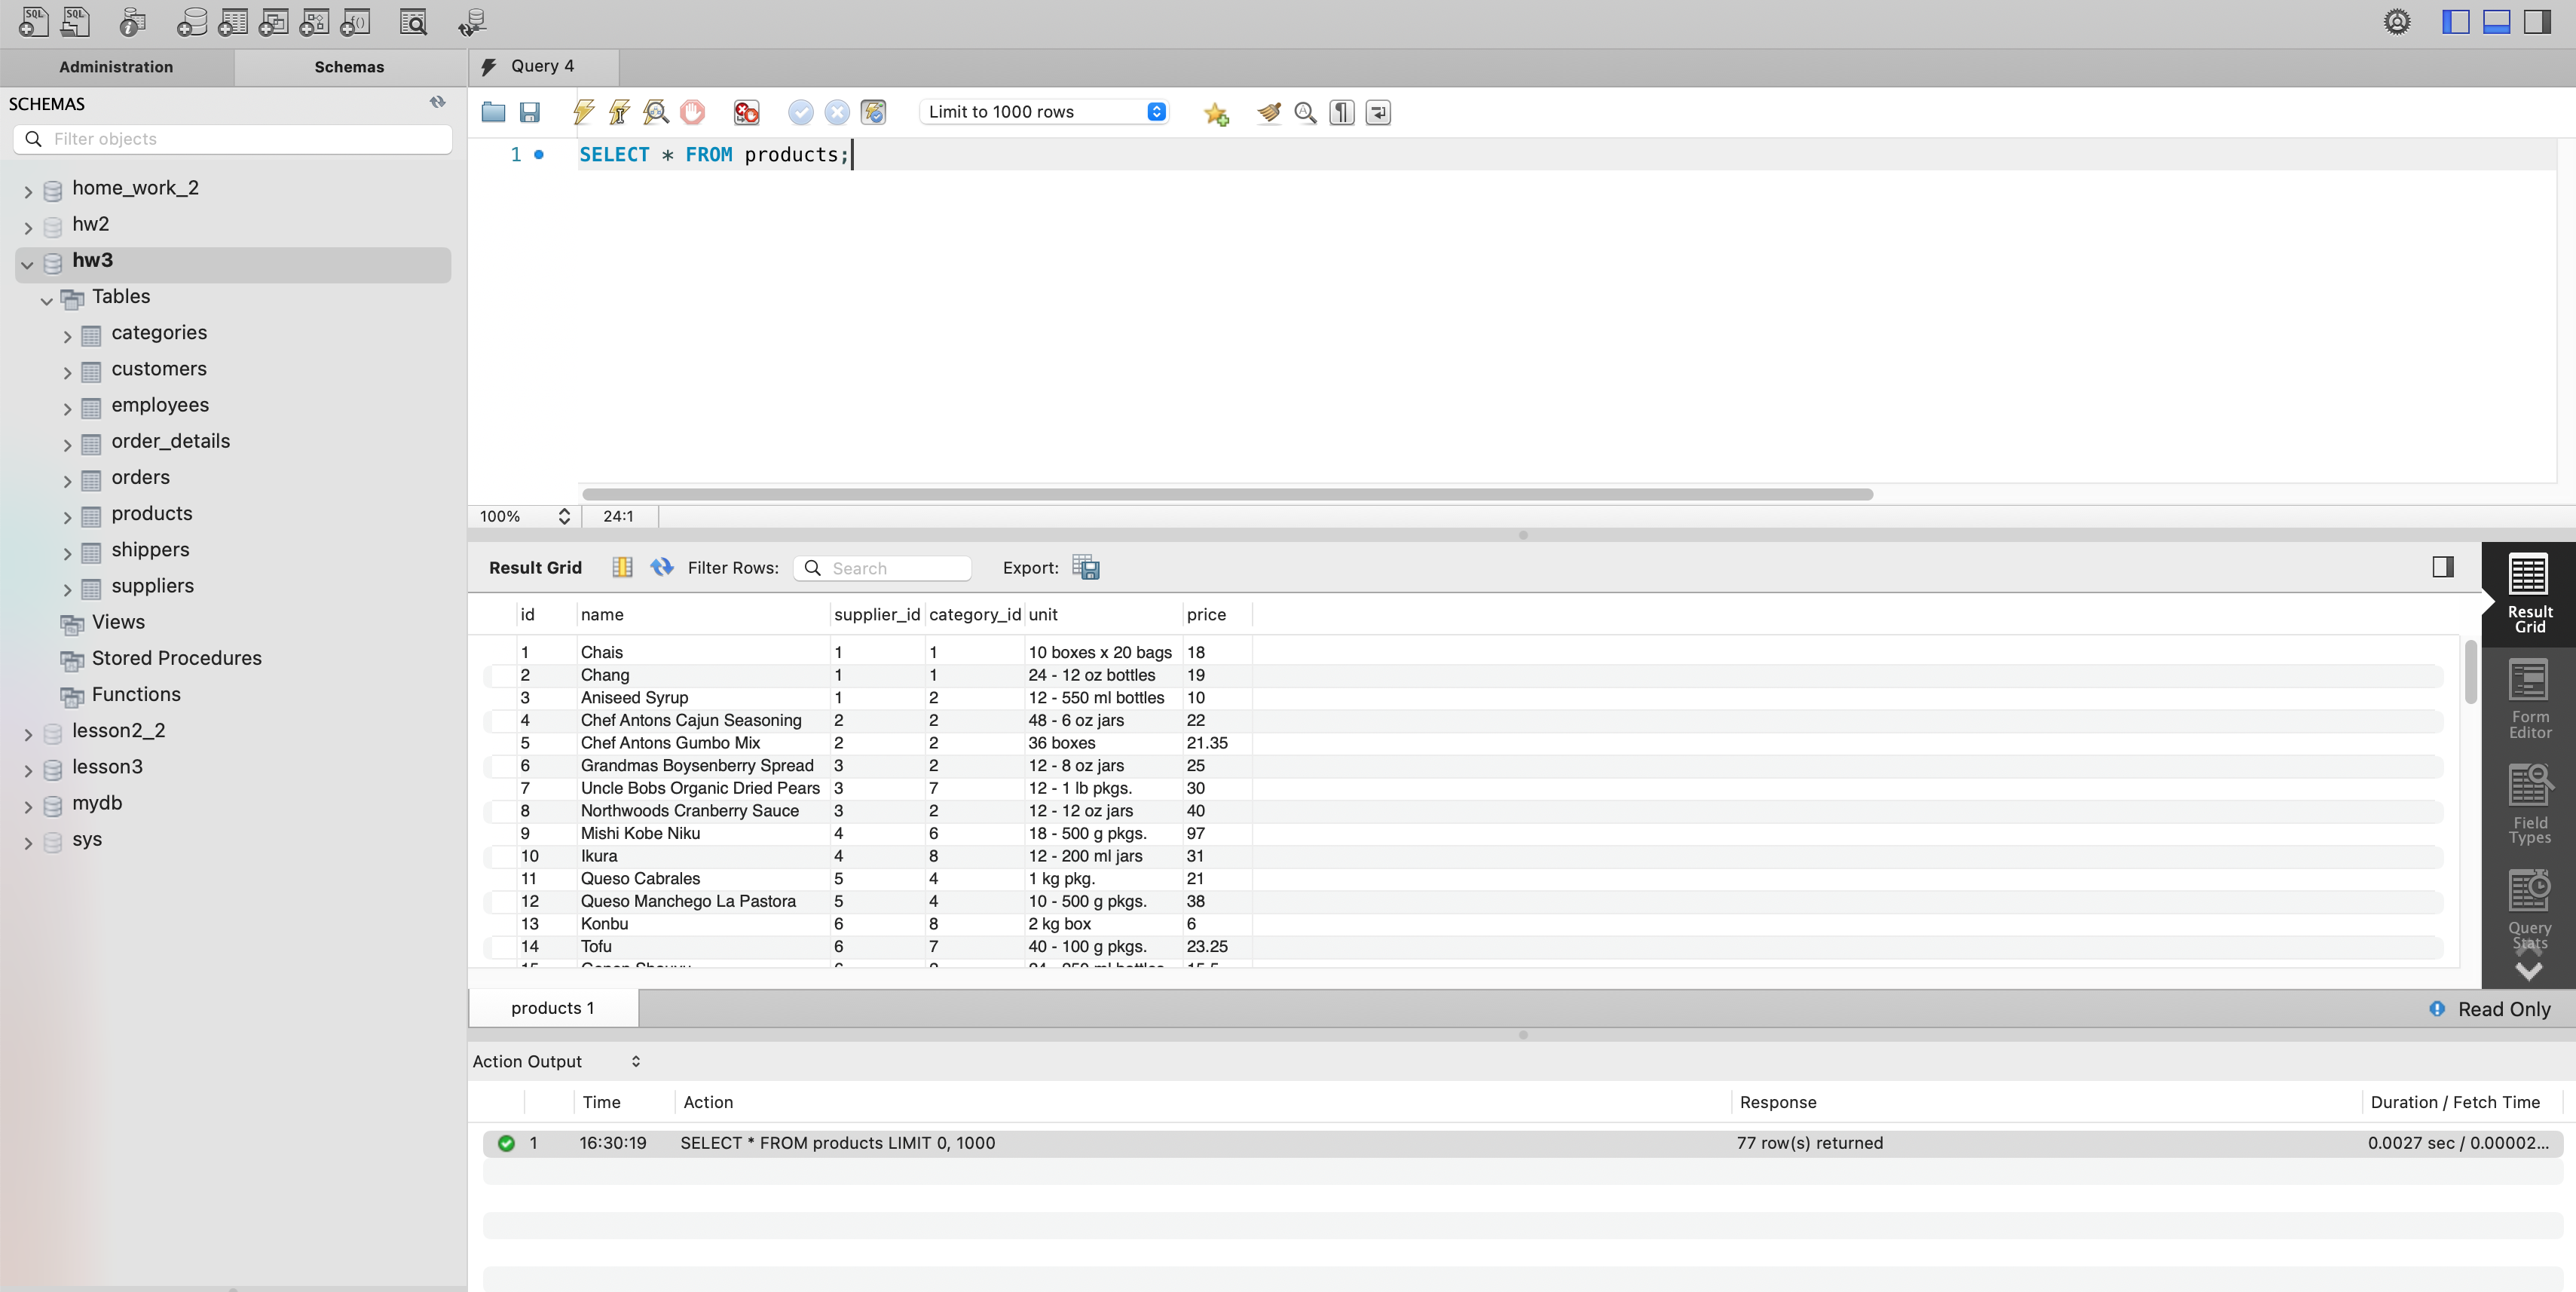 SQL SQL
Administration Schemas Query 4
SCHEMAS
Filter objects
Limit to 1000 rows
1 SELECT * FROM products;
home_work_2
hw2
hw3
Tables
categories
customers
employees
order_details
orders
products
shippers
suppliers
Views
Stored Procedures
Functions
lesson2_2
lesson3
mydb
sys
100% 24:1
Result Grid Filter Rows: Search Export:
id name supplier_id category_id unit price
1 Chais 1 1 10 boxes x 20 bags 18
2 Chang 1 1 24 - 12 oz bottles 19
3 Aniseed Syrup 1 2 12 - 550 ml bottles 10
4 Chef Antons Cajun Seasoning 2 2 48 - 6 oz jars 22
5 Chef Antons Gumbo Mix 2 2 36 boxes 21.35
6 Grandmas Boysenberry Spread 3 2 12 - 8 oz jars 25
7 Uncle Bobs Organic Dried Pears 3 7 12 - 1 lb pkgs. 30
8 Northwoods Cranberry Sauce 3 2 12 - 12 oz jars 40
9 Mishi Kobe Niku 4 6 18 - 500 g pkgs. 97
10 Ikura 4 8 12 - 200 ml jars 31
11 Queso Cabrales 5 4 1 kg pkg. 21
12 Queso Manchego La Pastora 5 4 10 - 500 g pkgs. 38
13 Konbu 6 8 2 kg box 6
14 Tofu 6 7 40 - 100 g pkgs. 23.25
Result
Grid
Form
Editor
Field
Types
Query
Stats
products 1 Read Only
Action Output
Time Action Response Duration / Fetch Time
1 16:30:19 SELECT * FROM products LIMIT 0, 1000 77 row(s) returned 0.0027 sec / 0.00002...